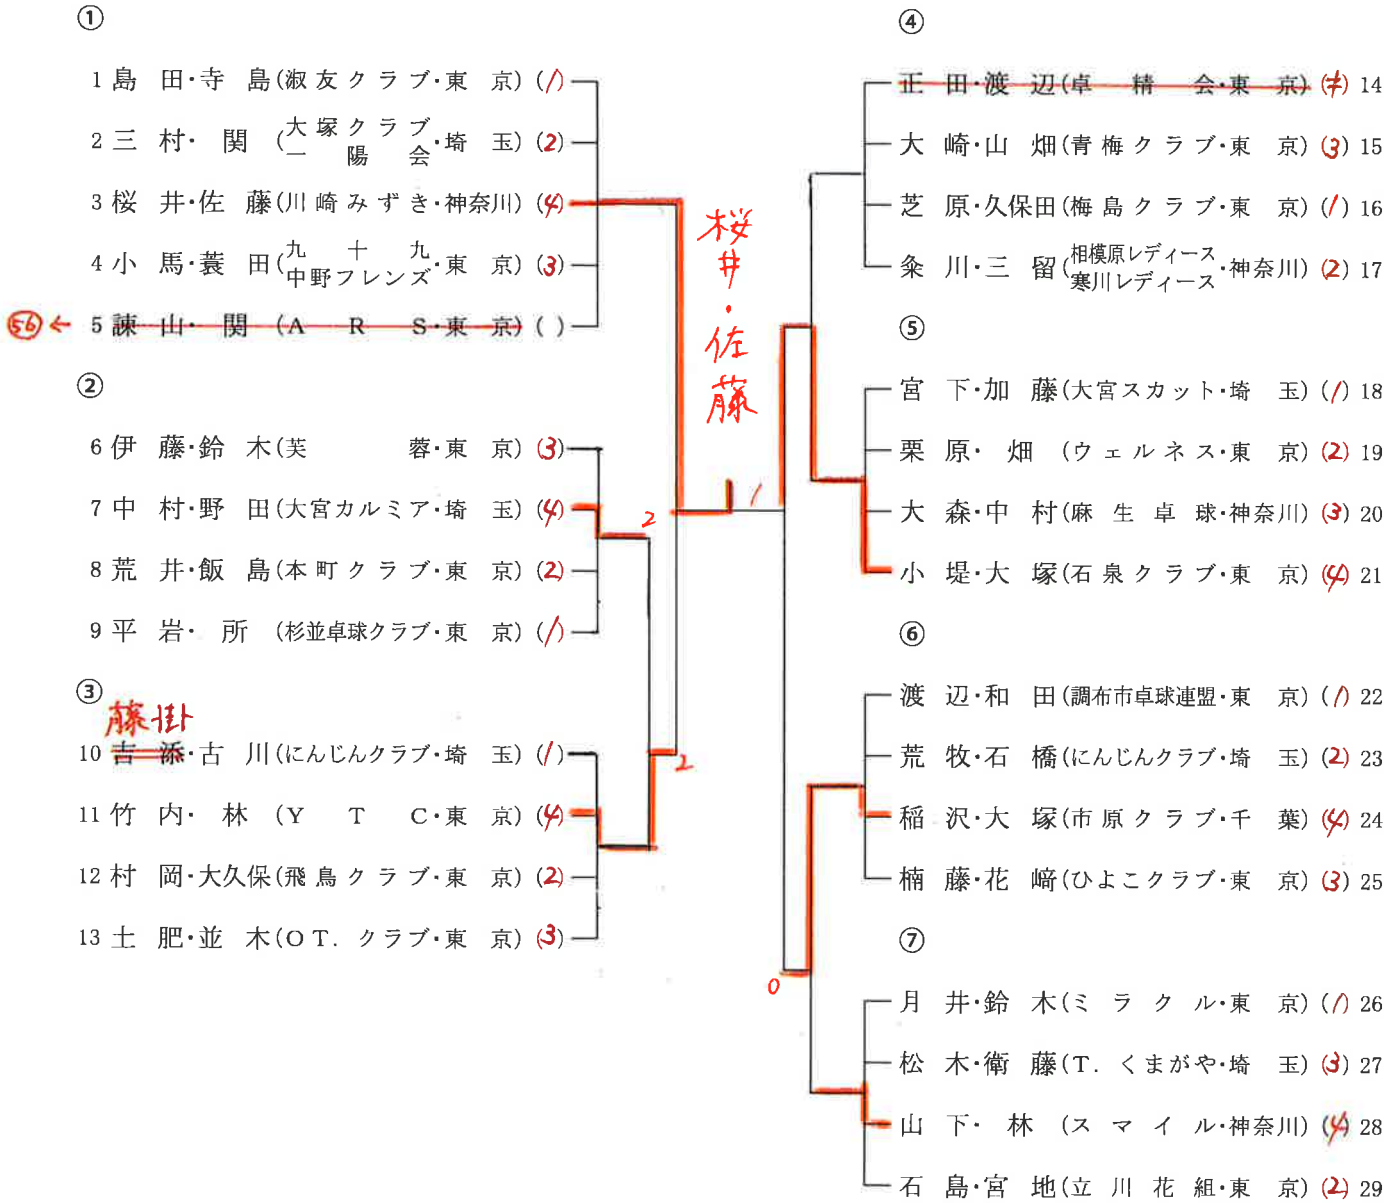 ①
1 島田・寺島(淑友クラブ・東京)(1)
2 三村・関(大塚クラブ 一陽会・埼玉)(2)
3 桜井・佐藤(川崎みずき・神奈川)(4)
4 小馬・蓑田(九十九 中野フレンズ・東京)(3)
56 ← 5 諫山・関(ARS・東京)( )
②
6 伊藤・鈴木(芙蓉・東京)(3)
7 中村・野田(大宮カルミア・埼玉)(4)
8 荒井・飯島(本町クラブ・東京)(2)
9 平岩・所(杉並卓球クラブ・東京)(1)
2
③
藤掛
10 吉添・古川(にんじんクラブ・埼玉)(1)
11 竹内・林(YTC・東京)(4)
12 村岡・大久保(飛鳥クラブ・東京)(2)
13 土肥・並木(OT.クラブ・東京)(3)
2
桜井・佐藤
1
0
④
正田・渡辺(卓精会・東京)( ) 14
大崎・山畑(青梅クラブ・東京)(3) 15
芝原・久保田(梅島クラブ・東京)(1) 16
粂川・三留(相模原レディース 寒川レディース・神奈川)(2) 17
⑤
宮下・加藤(大宮スカット・埼玉)(1) 18
栗原・畑(ウェルネス・東京)(2) 19
大森・中村(麻生卓球・神奈川)(3) 20
小堤・大塚(石泉クラブ・東京)(4) 21
⑥
渡辺・和田(調布市卓球連盟・東京)(1) 22
荒牧・石橋(にんじんクラブ・埼玉)(2) 23
稲沢・大塚(市原クラブ・千葉)(4) 24
楠藤・花﨑(ひよこクラブ・東京)(3) 25
⑦
月井・鈴木(ミラクル・東京)(1) 26
松木・衛藤(T.くまがや・埼玉)(3) 27
山下・林(スマイル・神奈川)(4) 28
石島・宮地(立川花組・東京)(2) 29